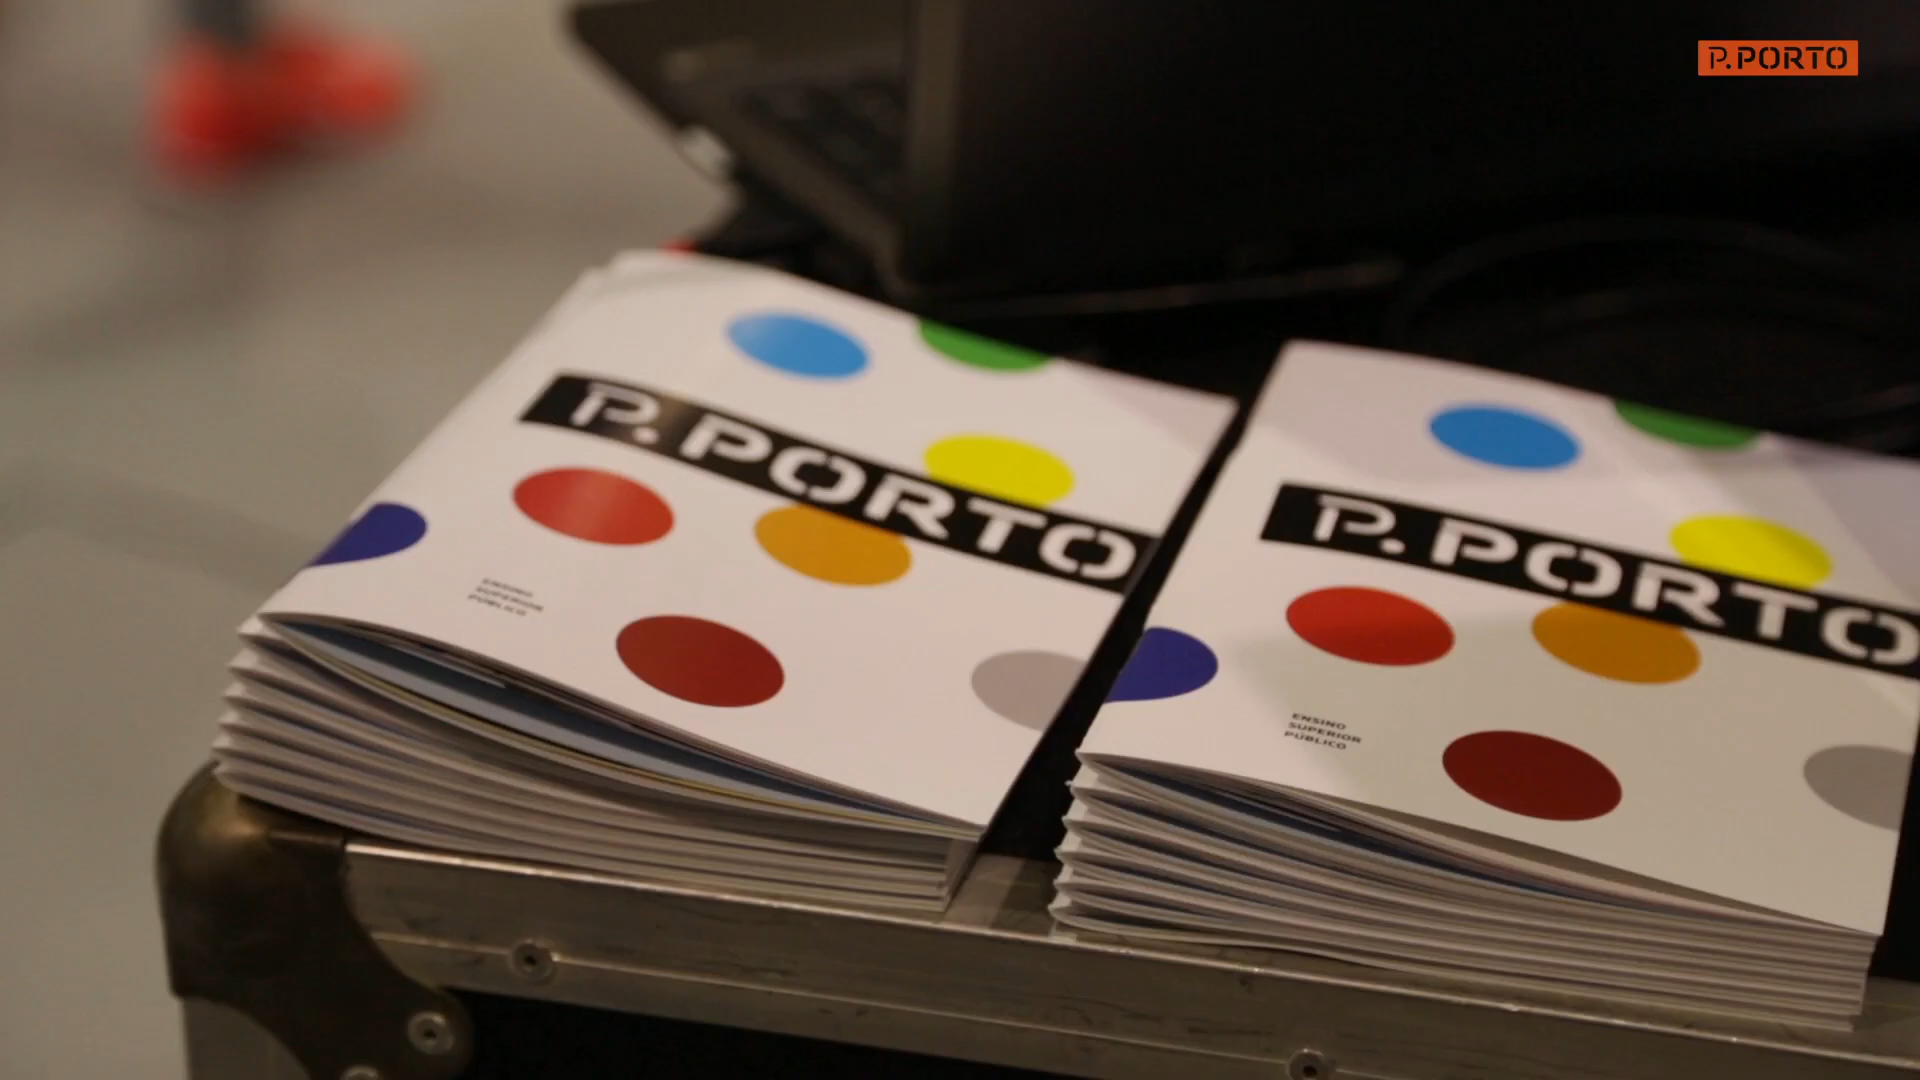 P.PORTO
P.PORTO
ENSINO
SUPERIOR
PÚBLICO
P.PORTO
ENSINO
SUPERIOR
PÚBLICO